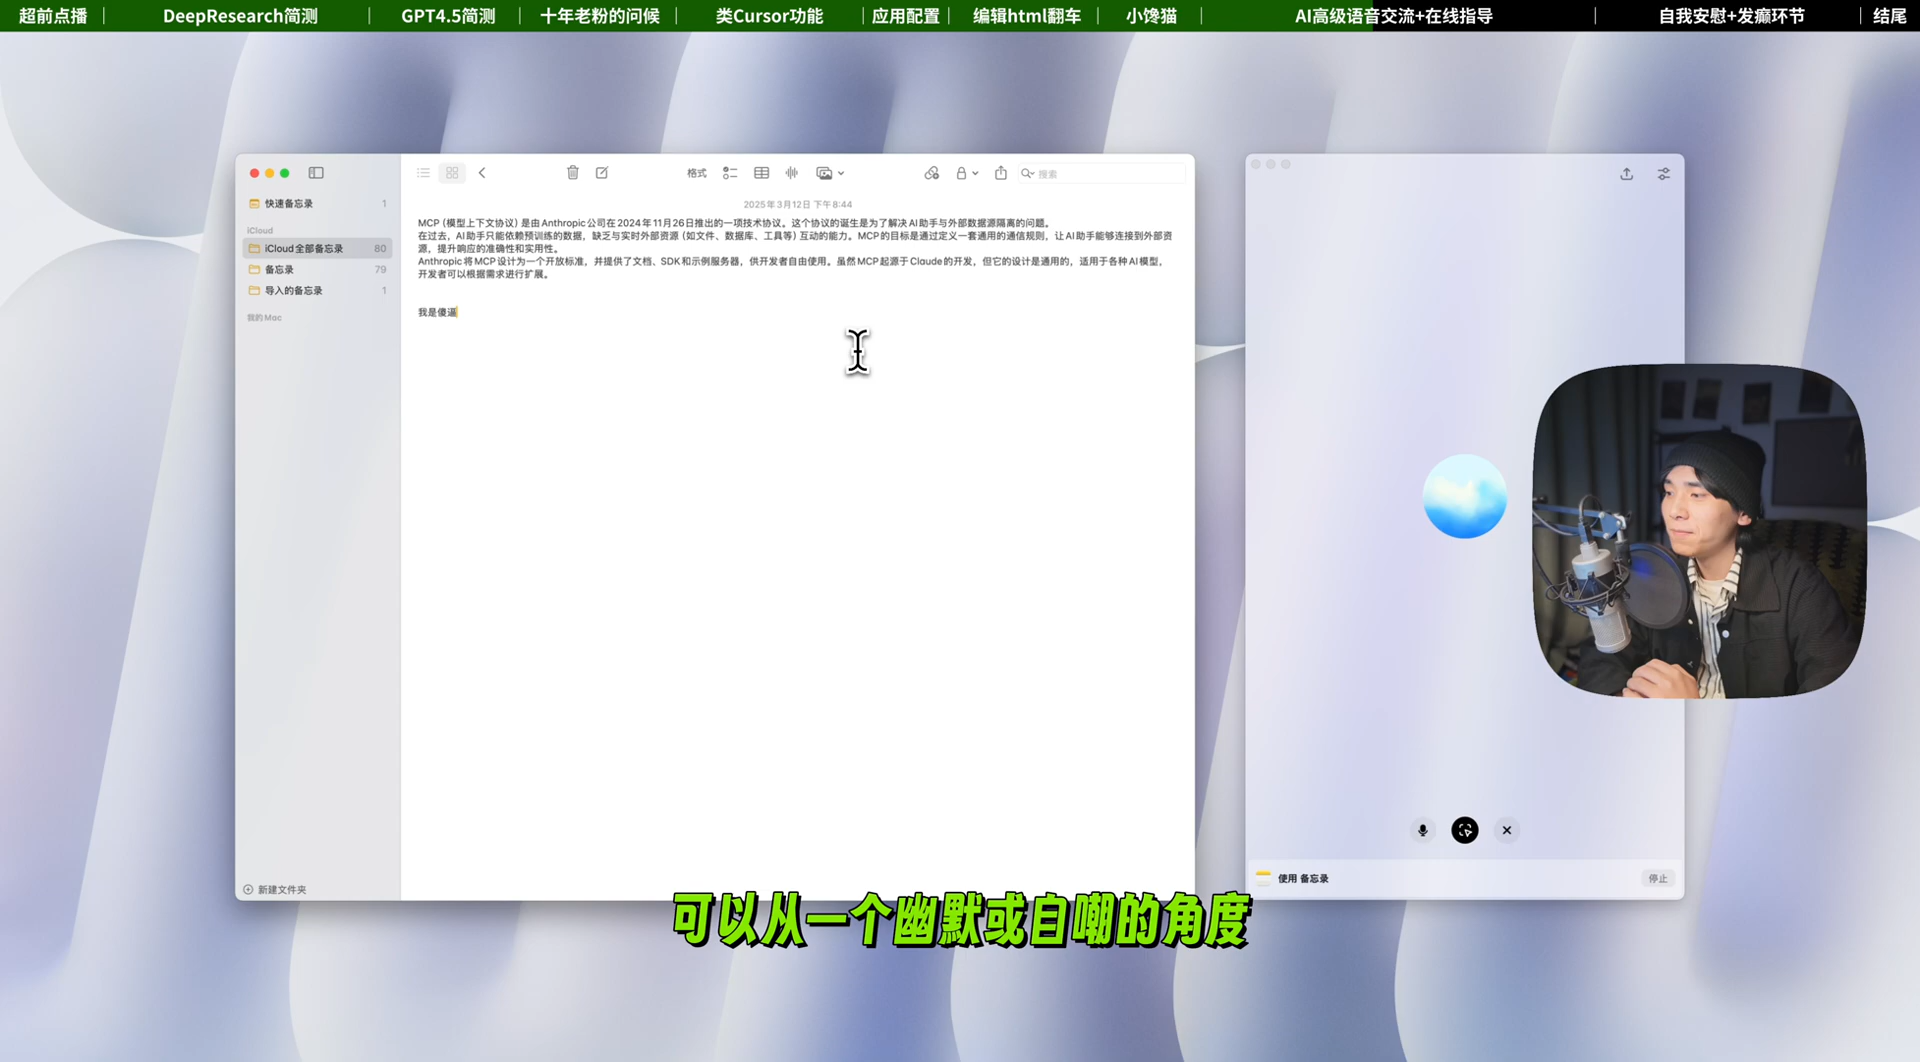 超前点播 | DeepResearch简测 | GPT4.5简测 | 十年老粉的问候 | 类Cursor功能 | 应用配置 | 编辑html翻车 | 小馋猫 | AI高级语音交流+在线指导 | 自我安慰+发癫环节 | 结尾
格式
搜索
快速备忘录 1
iCloud
iCloud全部备忘录 80
备忘录 79
导入的备忘录 1
我的Mac
新建文件夹
2025年3月12日 下午8:44
MCP (模型上下文协议) 是由Anthropic公司在2024年11月26日推出的一项技术协议。这个协议的诞生是为了解决AI助手与外部数据源隔离的问题。
在过去，AI助手只能依赖预训练的数据，缺乏与实时外部资源 (如文件、数据库、工具等) 互动的能力。MCP的目标是通过定义一套通用的通信规则，让AI助手能够连接到外部资
源，提升响应的准确性和实用性。
Anthropic将MCP设计为一个开放标准，并提供了文档、SDK和示例服务器，供开发者自由使用。虽然MCP起源于Claude的开发，但它的设计是通用的，适用于各种AI模型，
开发者可以根据需求进行扩展。
我是傻逼
使用 备忘录
停止
可以从一个幽默或自嘲的角度